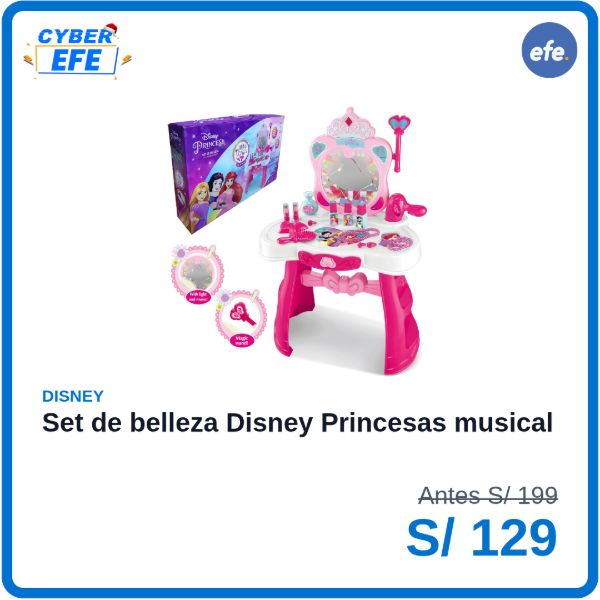 CYBER
EFE
efe.
Disney
PRINCESA
With light
and music!
Magic
wand!
DISNEY
Set de belleza Disney Princesas musical
Antes S/ 199
S/ 129